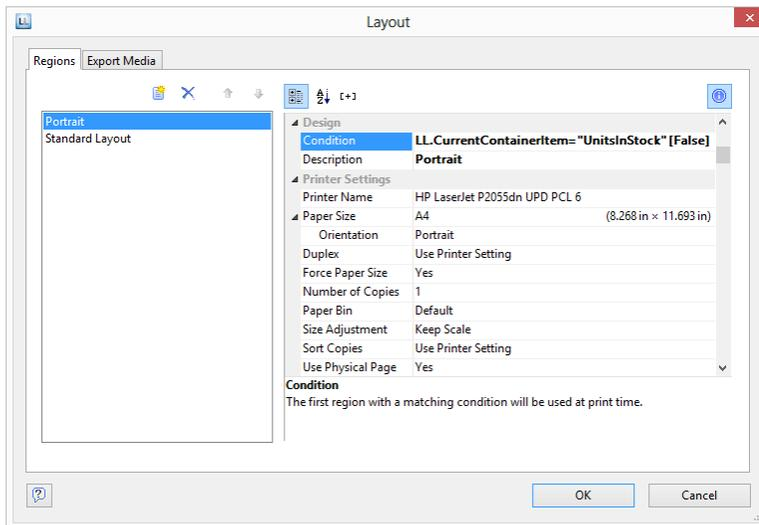 LL
Layout
Regions
Export Media
Portrait
Standard Layout
Design
Condition LL.CurrentContainerItem="UnitsInStock" [False]
Description Portrait
Printer Settings
Printer Name HP LaserJet P2055dn UPD PCL 6
Paper Size A4 (8.268 in × 11.693 in)
Orientation Portrait
Duplex Use Printer Setting
Force Paper Size Yes
Number of Copies 1
Paper Bin Default
Size Adjustment Keep Scale
Sort Copies Use Printer Setting
Use Physical Page Yes
Condition
The first region with a matching condition will be used at print time.
OK
Cancel